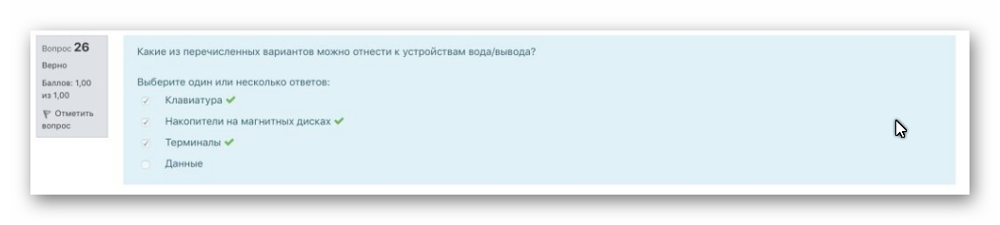 Вопрос 26
Верно
Баллов: 1,00
из 1,00
Отметить
вопрос
Какие из перечисленных вариантов можно отнести к устройствам вода/вывода?
Выберите один или несколько ответов:
Клавиатура
Накопители на магнитных дисках
Терминалы
Данные